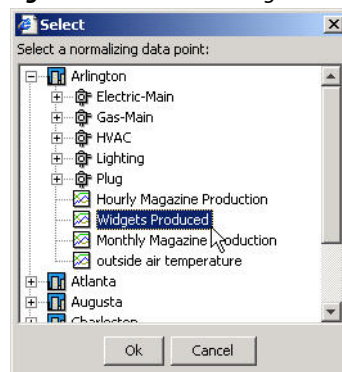 Select
Select a normalizing data point:
Arlington
Electric-Main
Gas-Main
HVAC
Lighting
Plug
Hourly Magazine Production
Widgets Produced
Monthly Magazine Production
outside air temperature
Atlanta
Augusta
Charleston
Ok
Cancel